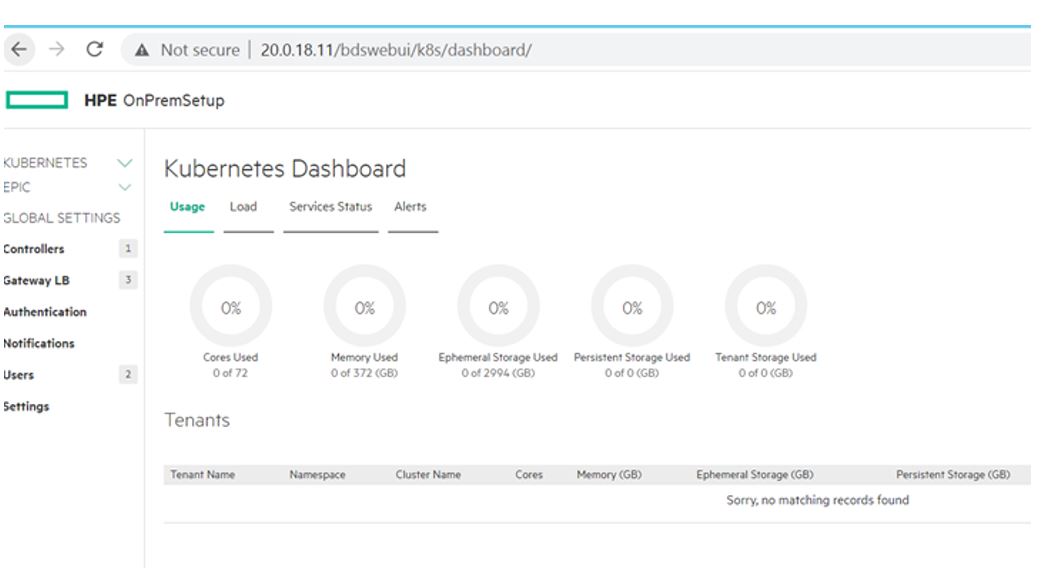 Not secure | 20.0.18.11/bdswebui/k8s/dashboard/
HPE OnPremSetup
KUBERNETES
EPIC
GLOBAL SETTINGS
Controllers 1
Gateway LB 3
Authentication
Notifications
Users 2
Settings
Kubernetes Dashboard
Usage Load Services Status Alerts
0% 0% 0% 0% 0%
Cores Used Memory Used Ephemeral Storage Used Persistent Storage Used Tenant Storage Used
0 of 72 0 of 372 (GB) 0 of 2994 (GB) 0 of 0 (GB) 0 of 0 (GB)
Tenants
Tenant Name Namespace Cluster Name Cores Memory (GB) Ephemeral Storage (GB) Persistent Storage (GB)
Sorry, no matching records found